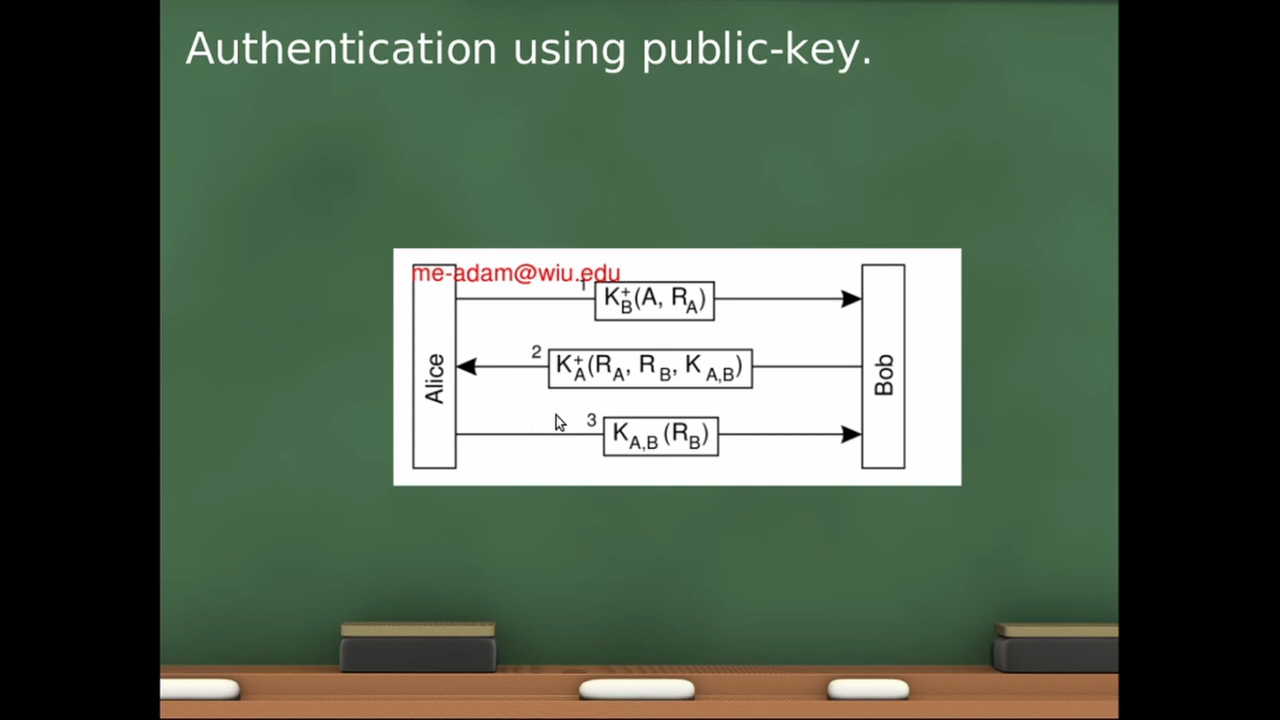 Authentication using public-key.
me-adam@wiu.edu
1
K+B(A, RA)
2
K+A(RA, RB, KA,B)
Alice
Bob
3
KA,B(RB)